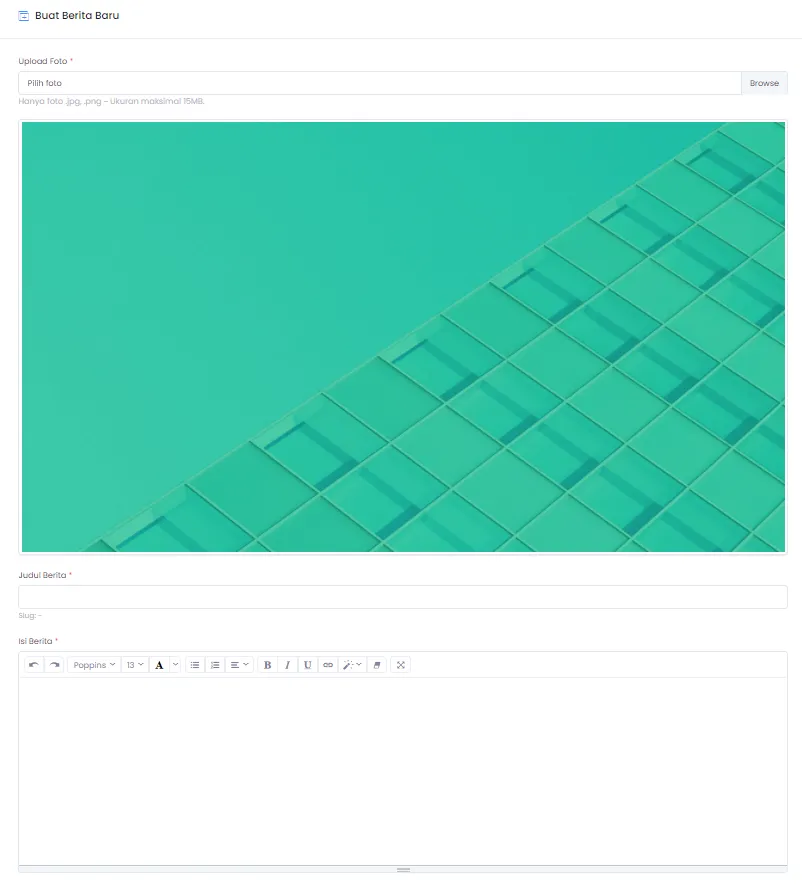 Buat Berita Baru
Upload Foto *
Pilih foto Browse
Hanya foto .jpg, .png - Ukuran maksimal 15MB.
Judul Berita *
Slug: -
Isi Berita *
Poppins 13 A B I U